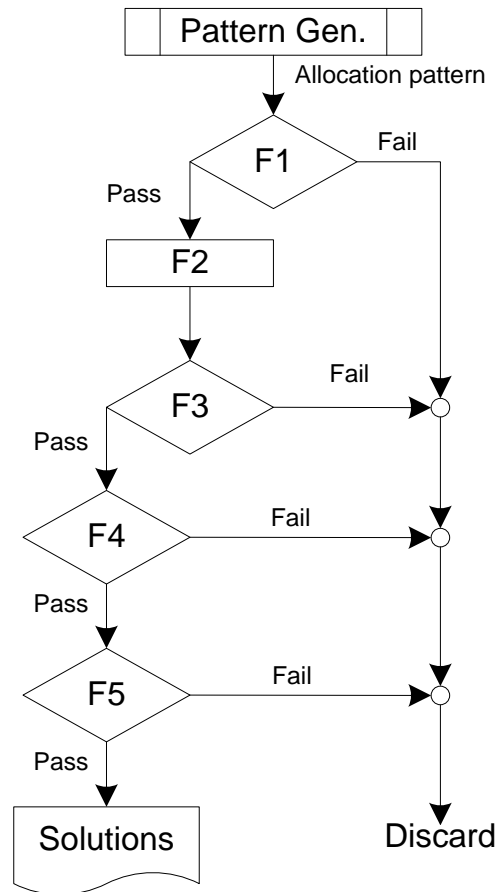 Pattern Gen.
Allocation pattern
F1
Fail
Pass
F2
F3
Fail
Pass
F4
Fail
Pass
F5
Fail
Pass
Solutions
Discard